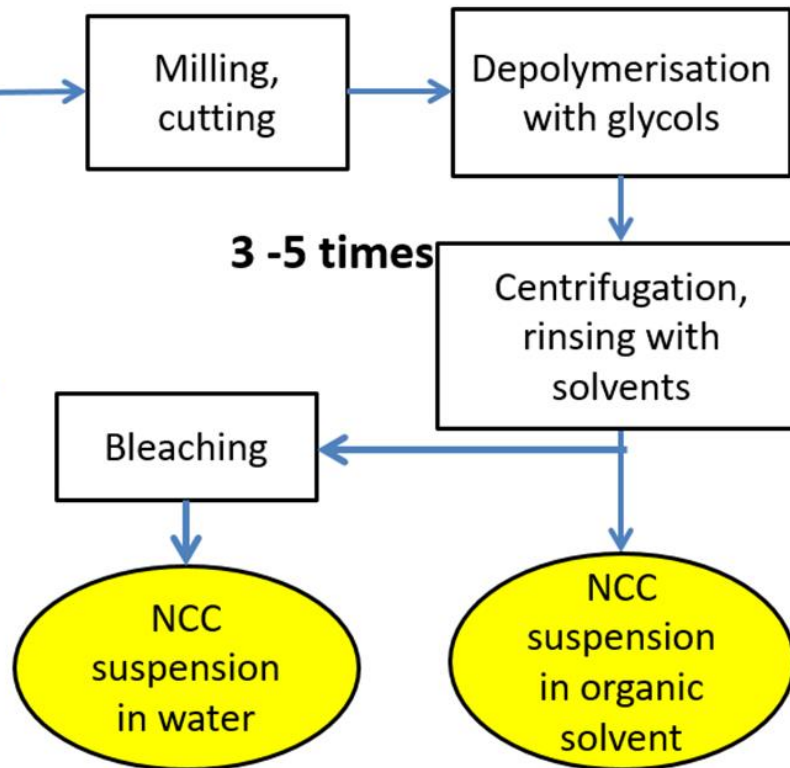 Milling,
cutting
Depolymerisation
with glycols
3 -5 times
Centrifugation,
rinsing with
solvents
Bleaching
NCC
suspension
in water
NCC
suspension
in organic
solvent